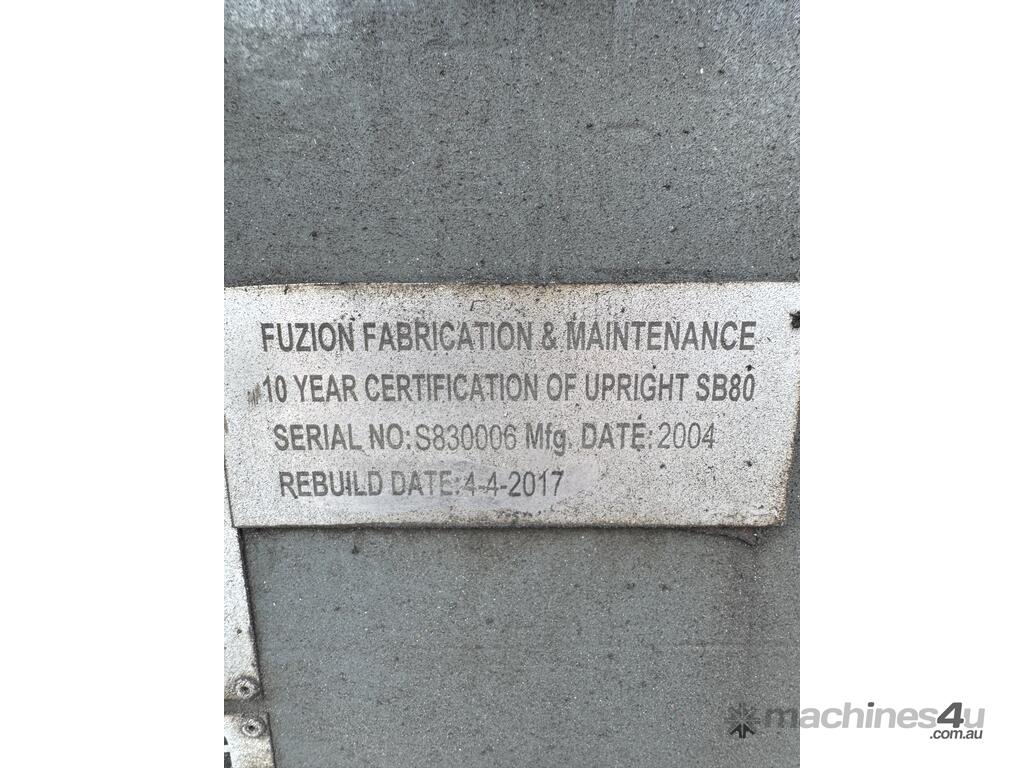 FUZION FABRICATION & MAINTENANCE
10 YEAR CERTIFICATION OF UPRIGHT SB80
SERIAL NO:S830006 Mfg. DATE:2004
REBUILD DATE:4-4-2017
machines4u
.com.au